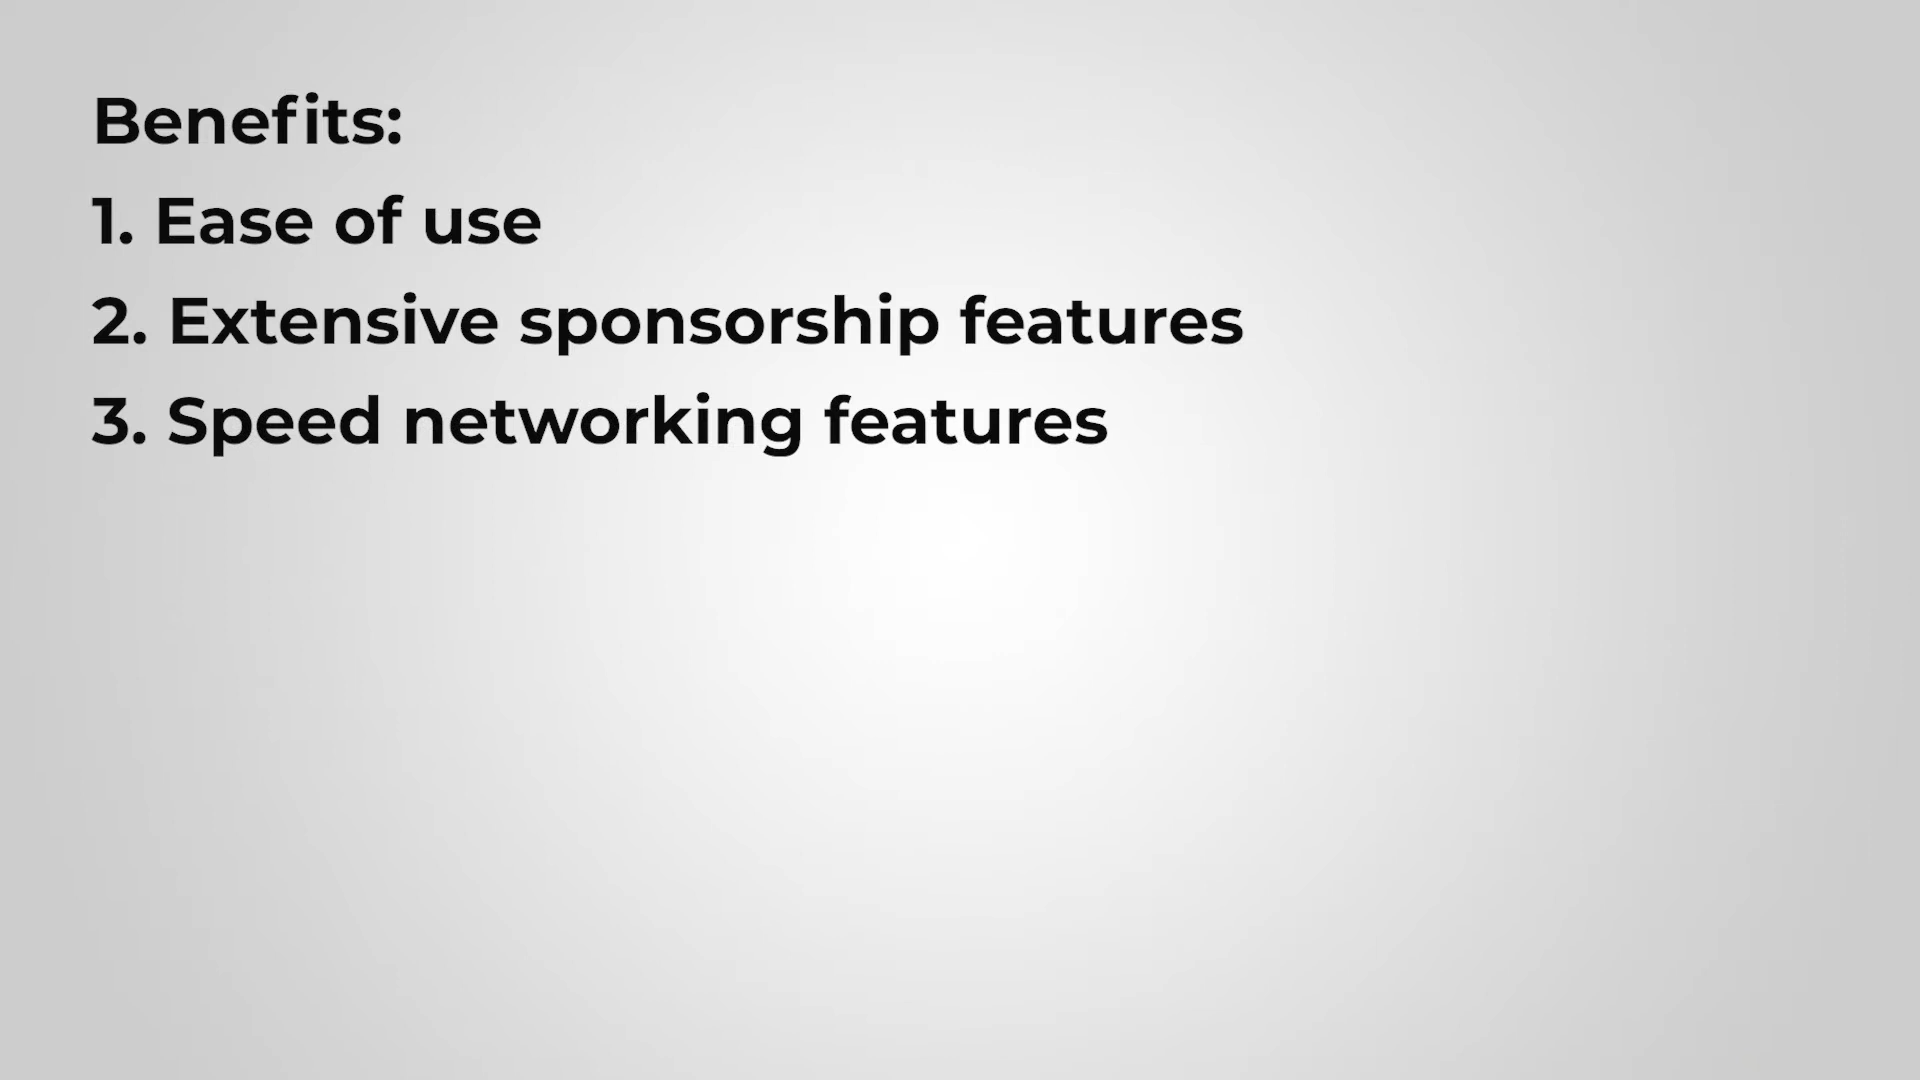 Benefits:
1. Ease of use
2. Extensive sponsorship features
3. Speed networking features